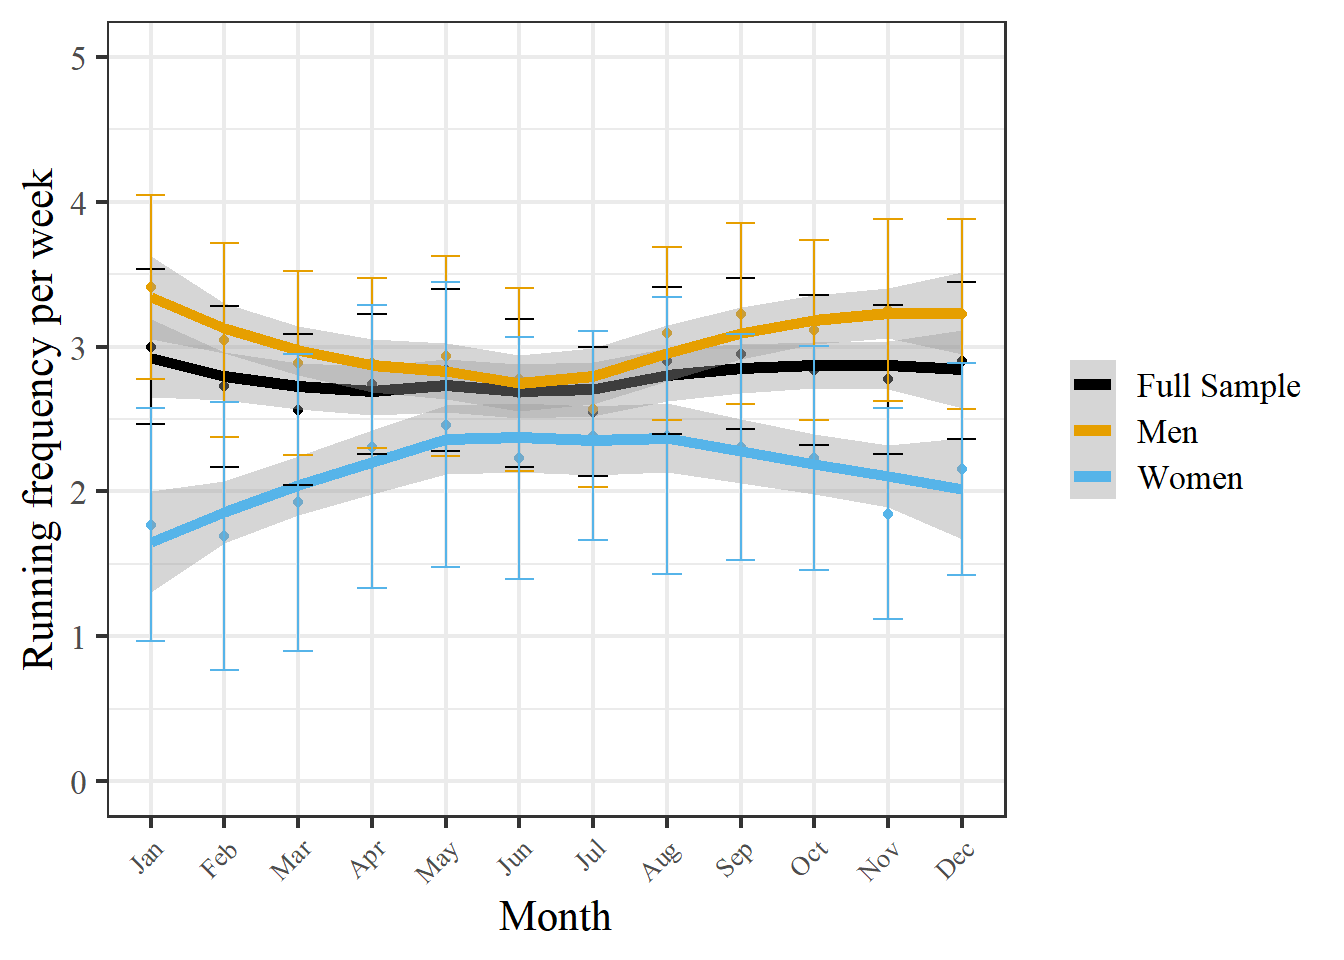 Running frequency per week
5
4
3
2
1
0
Jan
Feb
Mar
Apr
May
Jun
Jul
Aug
Sep
Oct
Nov
Dec
Month
Full Sample
Men
Women